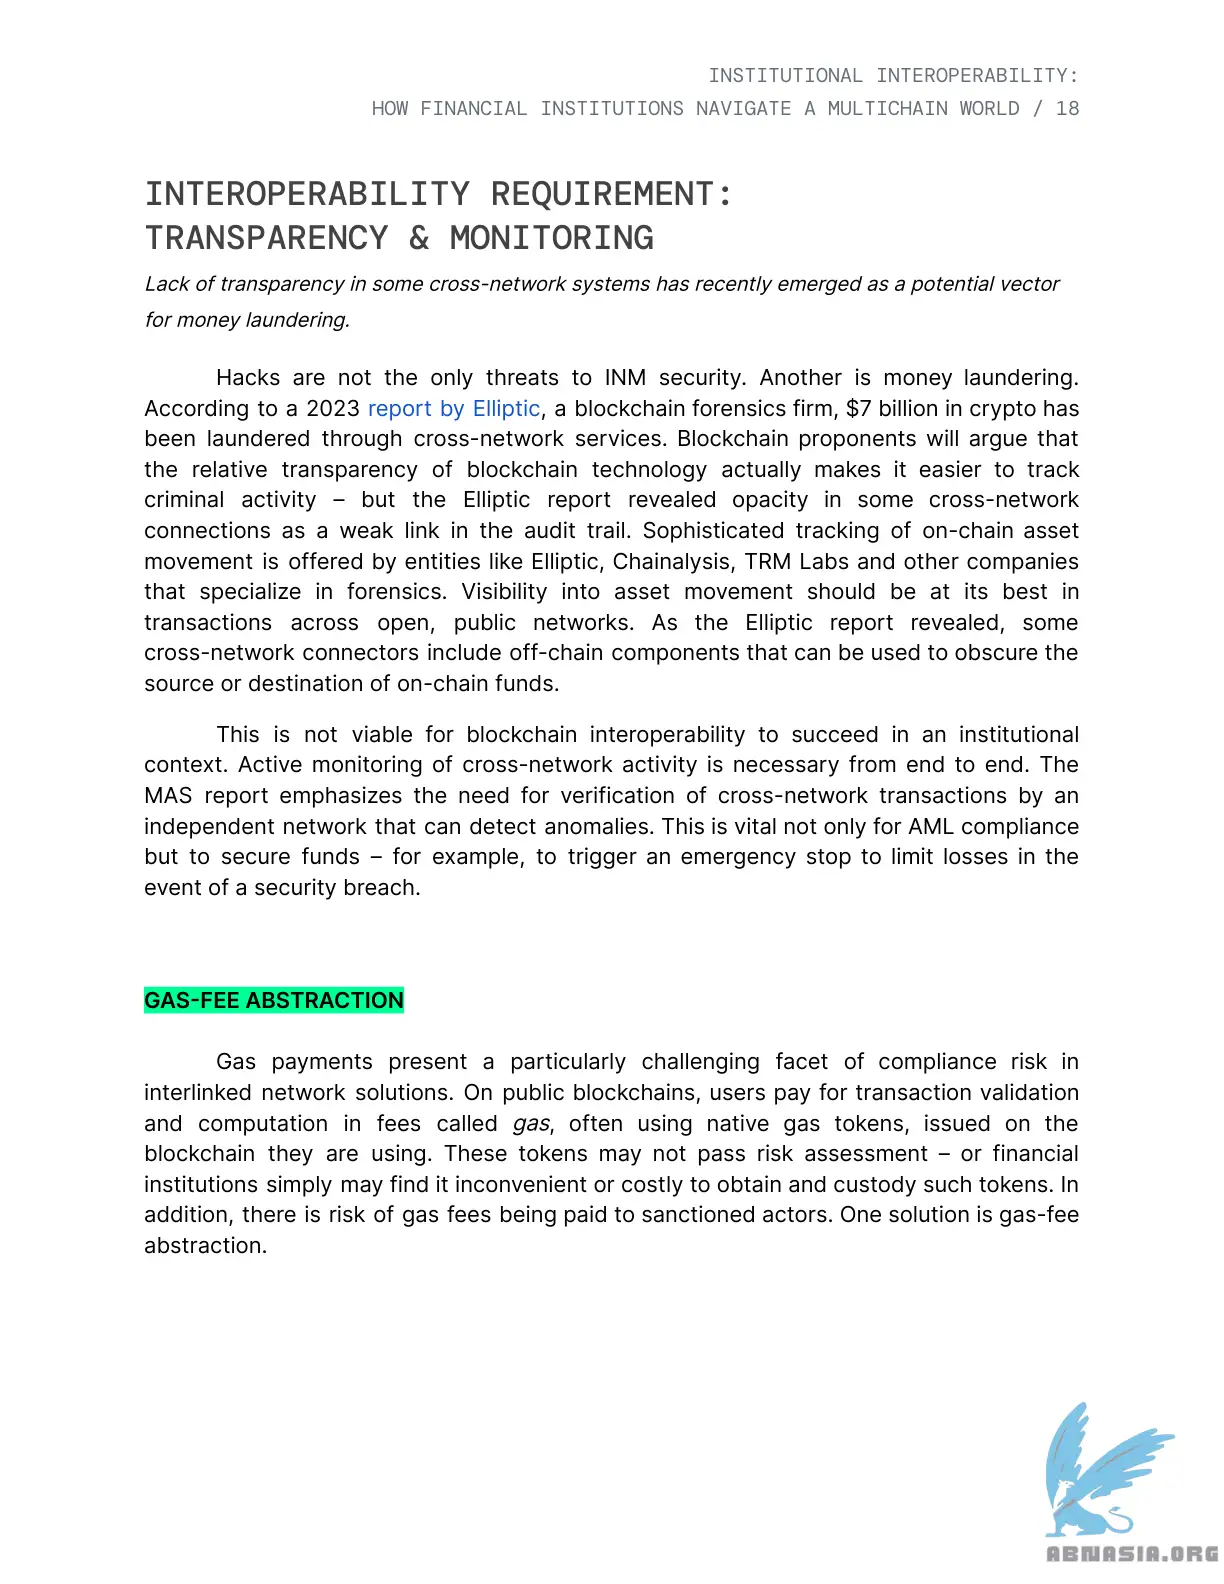 INSTITUTIONAL INTEROPERABILITY:
HOW FINANCIAL INSTITUTIONS NAVIGATE A MULTICHAIN WORLD / 18
INTEROPERABILITY REQUIREMENT:
TRANSPARENCY & MONITORING
Lack of transparency in some cross-network systems has recently emerged as a potential vector
for money laundering.
Hacks are not the only threats to INM security. Another is money laundering.
According to a 2023 report by Elliptic, a blockchain forensics firm, $7 billion in crypto has
been laundered through cross-network services. Blockchain proponents will argue that
the relative transparency of blockchain technology actually makes it easier to track
criminal activity – but the Elliptic report revealed opacity in some cross-network
connections as a weak link in the audit trail. Sophisticated tracking of on-chain asset
movement is offered by entities like Elliptic, Chainalysis, TRM Labs and other companies
that specialize in forensics. Visibility into asset movement should be at its best in
transactions across open, public networks. As the Elliptic report revealed, some
cross-network connectors include off-chain components that can be used to obscure the
source or destination of on-chain funds.
This is not viable for blockchain interoperability to succeed in an institutional
context. Active monitoring of cross-network activity is necessary from end to end. The
MAS report emphasizes the need for verification of cross-network transactions by an
independent network that can detect anomalies. This is vital not only for AML compliance
but to secure funds – for example, to trigger an emergency stop to limit losses in the
event of a security breach.
GAS-FEE ABSTRACTION
Gas payments present a particularly challenging facet of compliance risk in
interlinked network solutions. On public blockchains, users pay for transaction validation
and computation in fees called gas, often using native gas tokens, issued on the
blockchain they are using. These tokens may not pass risk assessment – or financial
institutions simply may find it inconvenient or costly to obtain and custody such tokens. In
addition, there is risk of gas fees being paid to sanctioned actors. One solution is gas-fee
abstraction.
ABNASIA.ORG